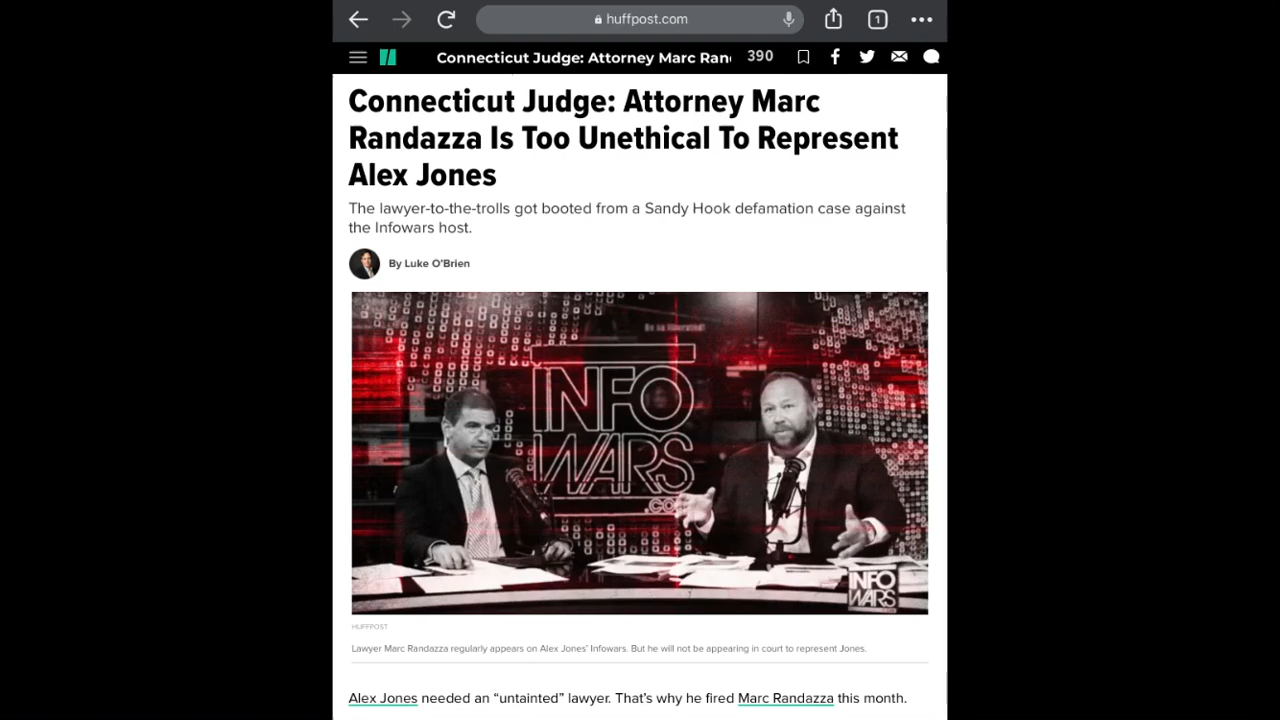 huffpost.com
1
Connecticut Judge: Attorney Marc Ran
390
Connecticut Judge: Attorney Marc
Randazza Is Too Unethical To Represent
Alex Jones
The lawyer-to-the-trolls got booted from a Sandy Hook defamation case against
the Infowars host.
By Luke O'Brien
INFO
WARS
.CO
INFO
WARS
HUFFPOST
Lawyer Marc Randazza regularly appears on Alex Jones' Infowars. But he will not be appearing in court to represent Jones.
Alex Jones needed an “untainted” lawyer. That’s why he fired Marc Randazza this month.